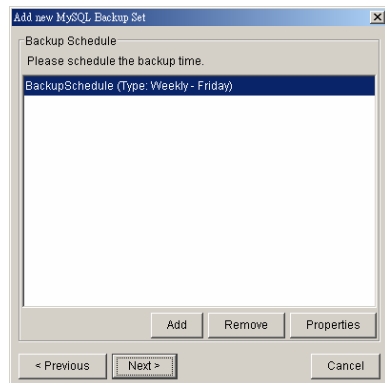 Add new MySQL Backup Set
Backup Schedule
Please schedule the backup time.
BackupSchedule (Type: Weekly - Friday)
Add Remove Properties
< Previous Next > Cancel